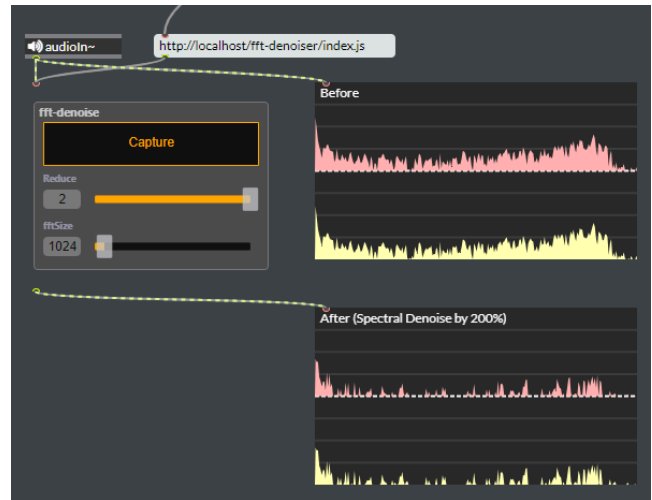 audioIn~
http://localhost/fft-denoiser/index.js
Before
fft-denoise
Capture
Reduce
2
fftSize
1024
After (Spectral Denoise by 200%)